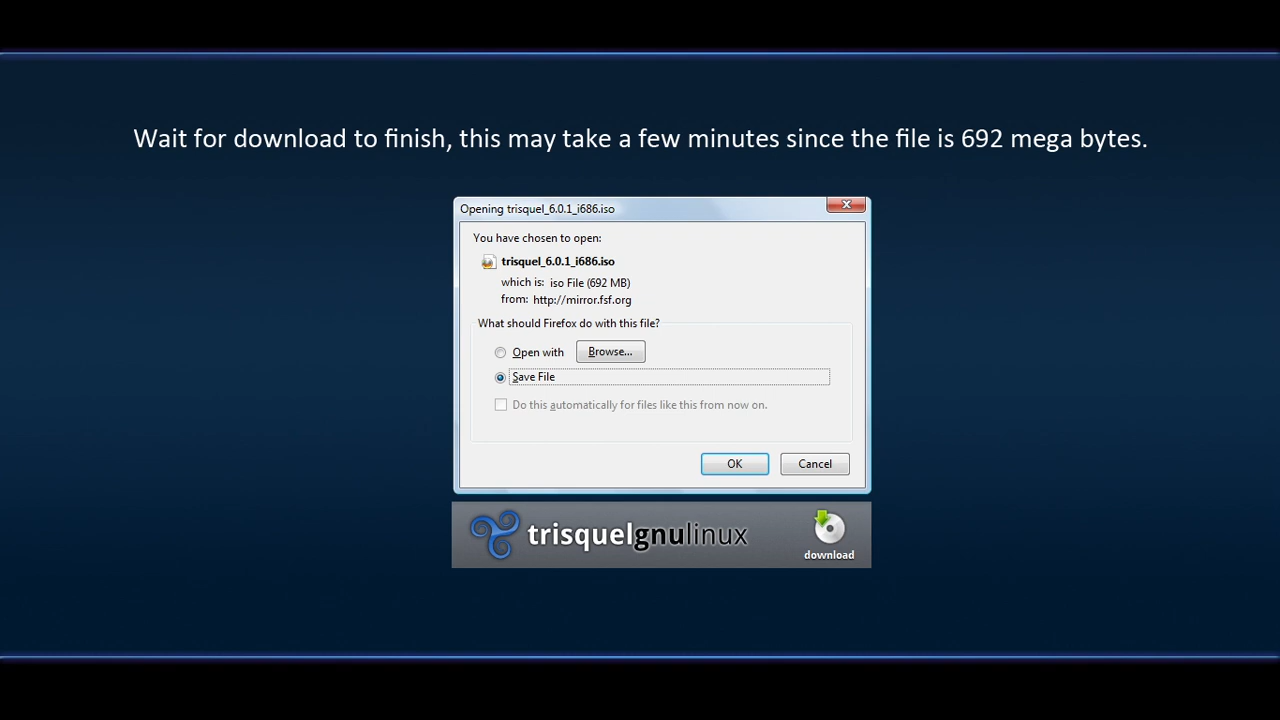 Wait for download to finish, this may take a few minutes since the file is 692 mega bytes.
Opening trisquel_6.0.1_i686.iso
You have chosen to open:
trisquel_6.0.1_i686.iso
which is: iso File (692 MB)
from: http://mirror.fsf.org
What should Firefox do with this file?
Open with Browse...
Save File
Do this automatically for files like this from now on.
OK Cancel
trisquelgnulinux
download